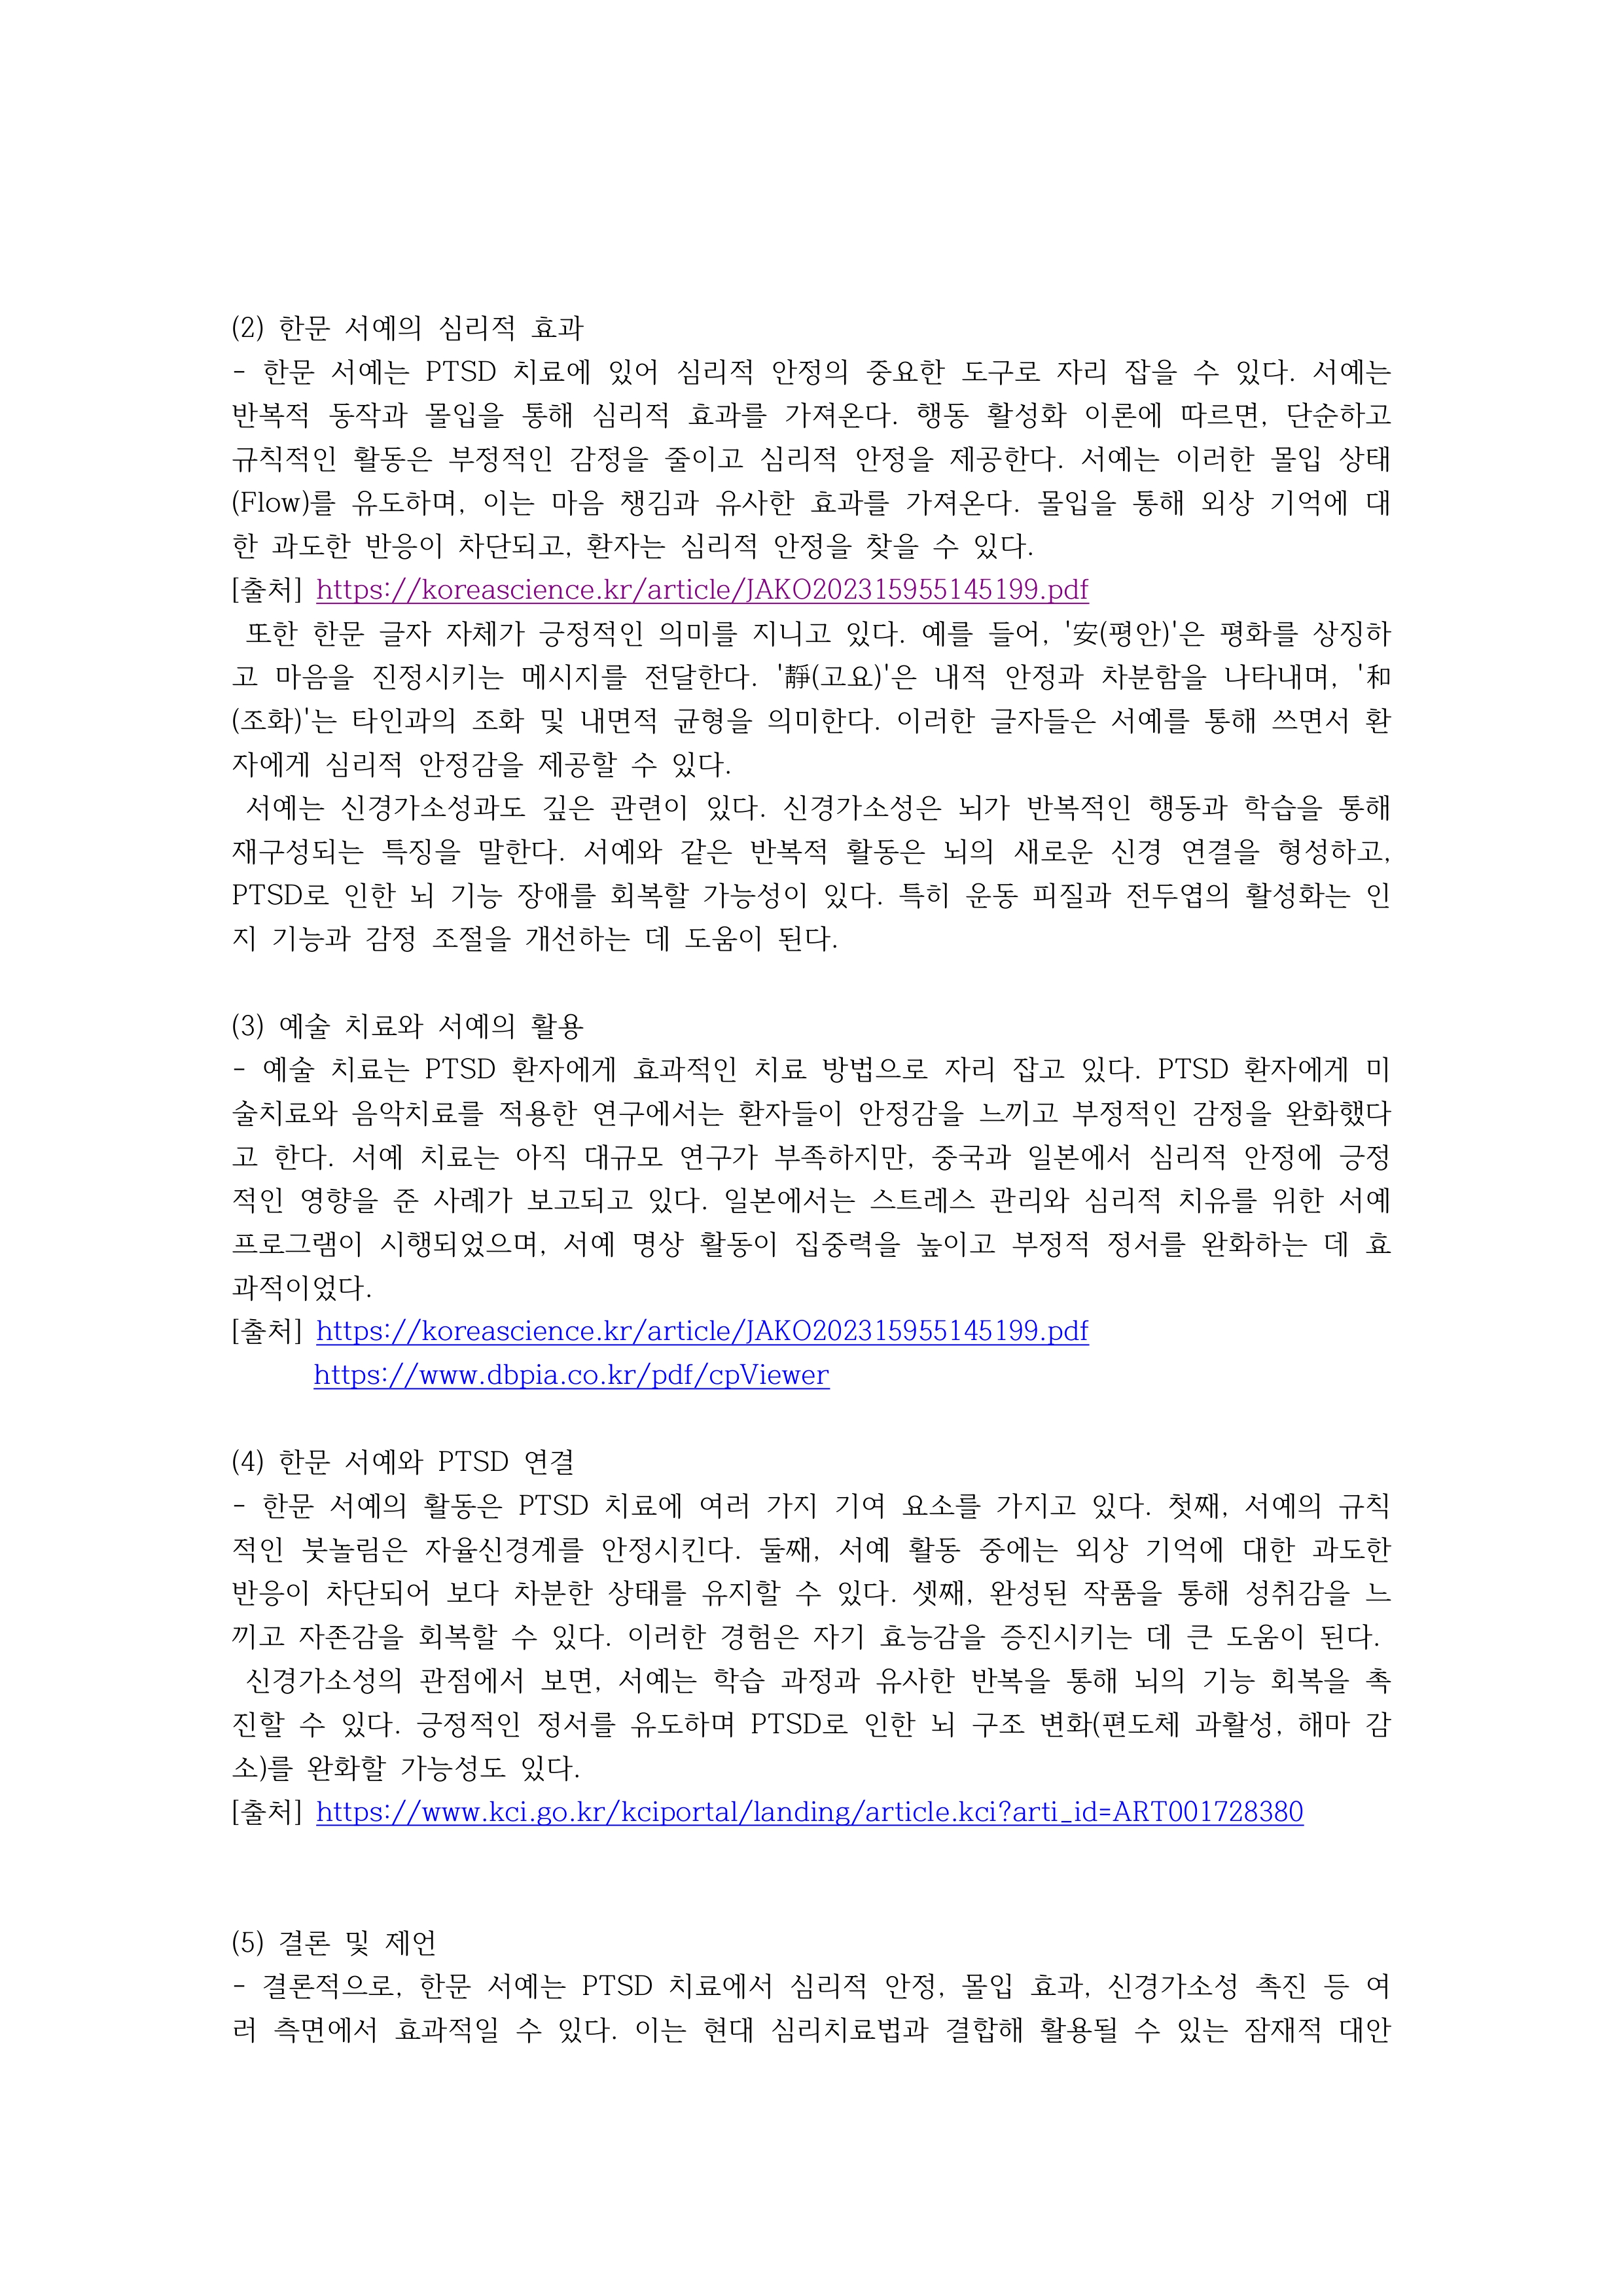 (2) 한문 서예의 심리적 효과
- 한문 서예는 PTSD 치료에 있어 심리적 안정의 중요한 도구로 자리 잡을 수 있다. 서예는
반복적 동작과 몰입을 통해 심리적 효과를 가져온다. 행동 활성화 이론에 따르면, 단순하고
규칙적인 활동은 부정적인 감정을 줄이고 심리적 안정을 제공한다. 서예는 이러한 몰입 상태
(Flow)를 유도하며, 이는 마음 챙김과 유사한 효과를 가져온다. 몰입을 통해 외상 기억에 대
한 과도한 반응이 차단되고, 환자는 심리적 안정을 찾을 수 있다.
[출처] https://koreascience.kr/article/JAKO202315955145199.pdf
또한 한문 글자 자체가 긍정적인 의미를 지니고 있다. 예를 들어, '安(평안)'은 평화를 상징하
고 마음을 진정시키는 메시지를 전달한다. '靜(고요)'은 내적 안정과 차분함을 나타내며, '和
(조화)'는 타인과의 조화 및 내면적 균형을 의미한다. 이러한 글자들은 서예를 통해 쓰면서 환
자에게 심리적 안정감을 제공할 수 있다.
서예는 신경가소성과도 깊은 관련이 있다. 신경가소성은 뇌가 반복적인 행동과 학습을 통해
재구성되는 특징을 말한다. 서예와 같은 반복적 활동은 뇌의 새로운 신경 연결을 형성하고,
PTSD로 인한 뇌 기능 장애를 회복할 가능성이 있다. 특히 운동 피질과 전두엽의 활성화는 인
지 기능과 감정 조절을 개선하는 데 도움이 된다.
(3) 예술 치료와 서예의 활용
- 예술 치료는 PTSD 환자에게 효과적인 치료 방법으로 자리 잡고 있다. PTSD 환자에게 미
술치료와 음악치료를 적용한 연구에서는 환자들이 안정감을 느끼고 부정적인 감정을 완화했다
고 한다. 서예 치료는 아직 대규모 연구가 부족하지만, 중국과 일본에서 심리적 안정에 긍정
적인 영향을 준 사례가 보고되고 있다. 일본에서는 스트레스 관리와 심리적 치유를 위한 서예
프로그램이 시행되었으며, 서예 명상 활동이 집중력을 높이고 부정적 정서를 완화하는 데 효
과적이었다.
[출처] https://koreascience.kr/article/JAKO202315955145199.pdf
https://www.dbpia.co.kr/pdf/cpViewer
(4) 한문 서예와 PTSD 연결
- 한문 서예의 활동은 PTSD 치료에 여러 가지 기여 요소를 가지고 있다. 첫째, 서예의 규칙
적인 붓놀림은 자율신경계를 안정시킨다. 둘째, 서예 활동 중에는 외상 기억에 대한 과도한
반응이 차단되어 보다 차분한 상태를 유지할 수 있다. 셋째, 완성된 작품을 통해 성취감을 느
끼고 자존감을 회복할 수 있다. 이러한 경험은 자기 효능감을 증진시키는 데 큰 도움이 된다.
신경가소성의 관점에서 보면, 서예는 학습 과정과 유사한 반복을 통해 뇌의 기능 회복을 촉
진할 수 있다. 긍정적인 정서를 유도하며 PTSD로 인한 뇌 구조 변화(편도체 과활성, 해마 감
소)를 완화할 가능성도 있다.
[출처] https://www.kci.go.kr/kciportal/landing/article.kci?arti_id=ART001728380
(5) 결론 및 제언
- 결론적으로, 한문 서예는 PTSD 치료에서 심리적 안정, 몰입 효과, 신경가소성 촉진 등 여
러 측면에서 효과적일 수 있다. 이는 현대 심리치료법과 결합해 활용될 수 있는 잠재적 대안